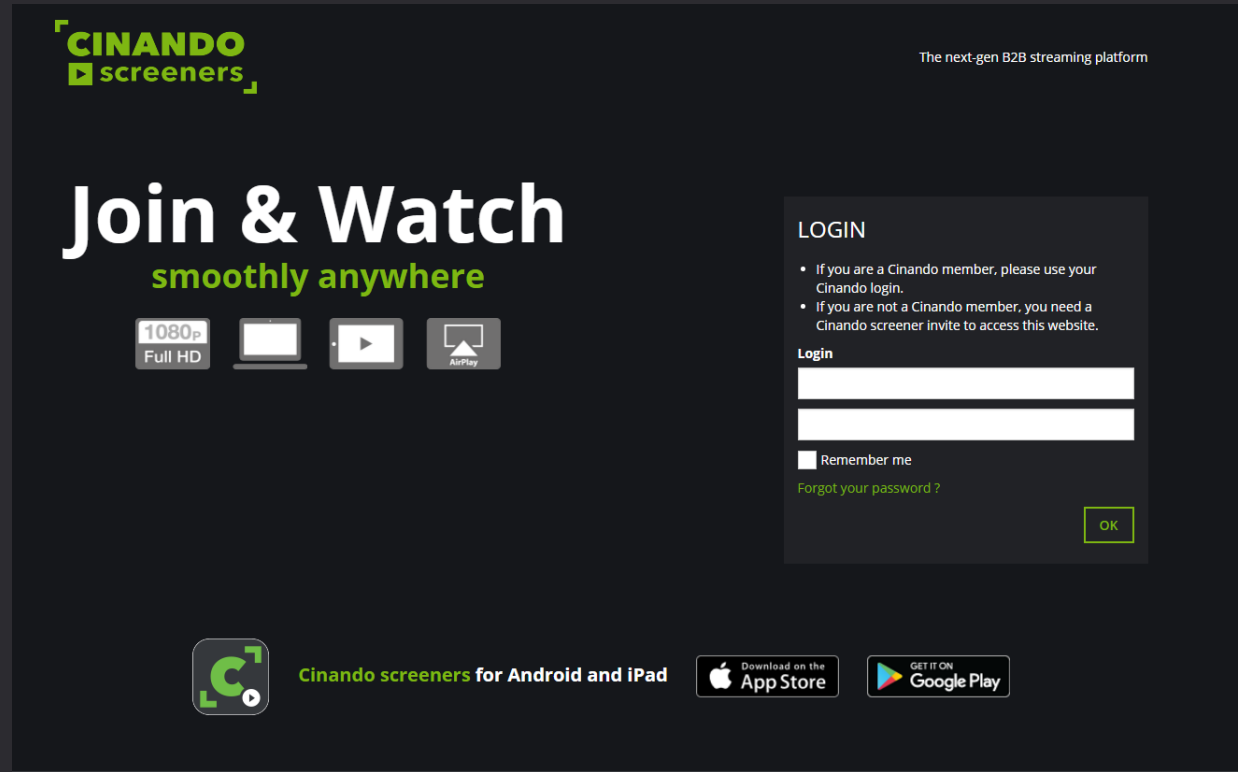 CINANDO
screeners
The next-gen B2B streaming platform
Join & Watch
smoothly anywhere
1080P
Full HD
AirPlay
LOGIN
• If you are a Cinando member, please use your
Cinando login.
• If you are not a Cinando member, you need a
Cinando screener invite to access this website.
Login
Remember me
Forgot your password ?
OK
C
Cinando screeners for Android and iPad
Download on the
App Store
GET IT ON
Google Play